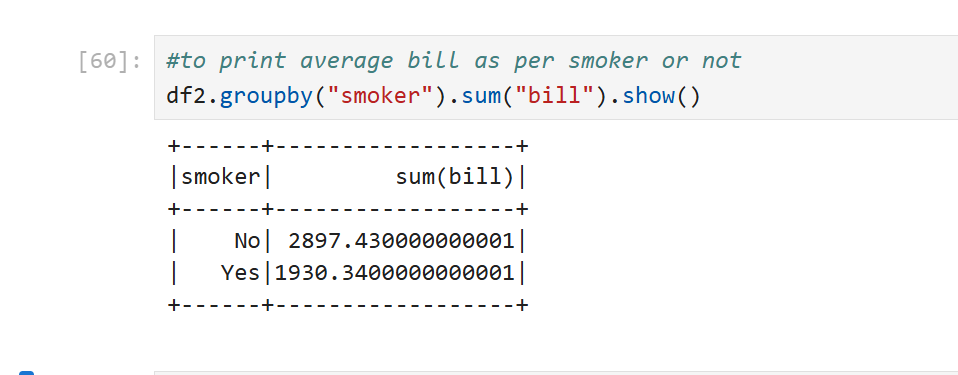 [60]:
#to print average bill as per smoker or not
df2.groupby("smoker").sum("bill").show()
+------+------------------+
|smoker|         sum(bill)|
+------+------------------+
|    No| 2897.430000000001|
|   Yes|1930.3400000000001|
+------+------------------+